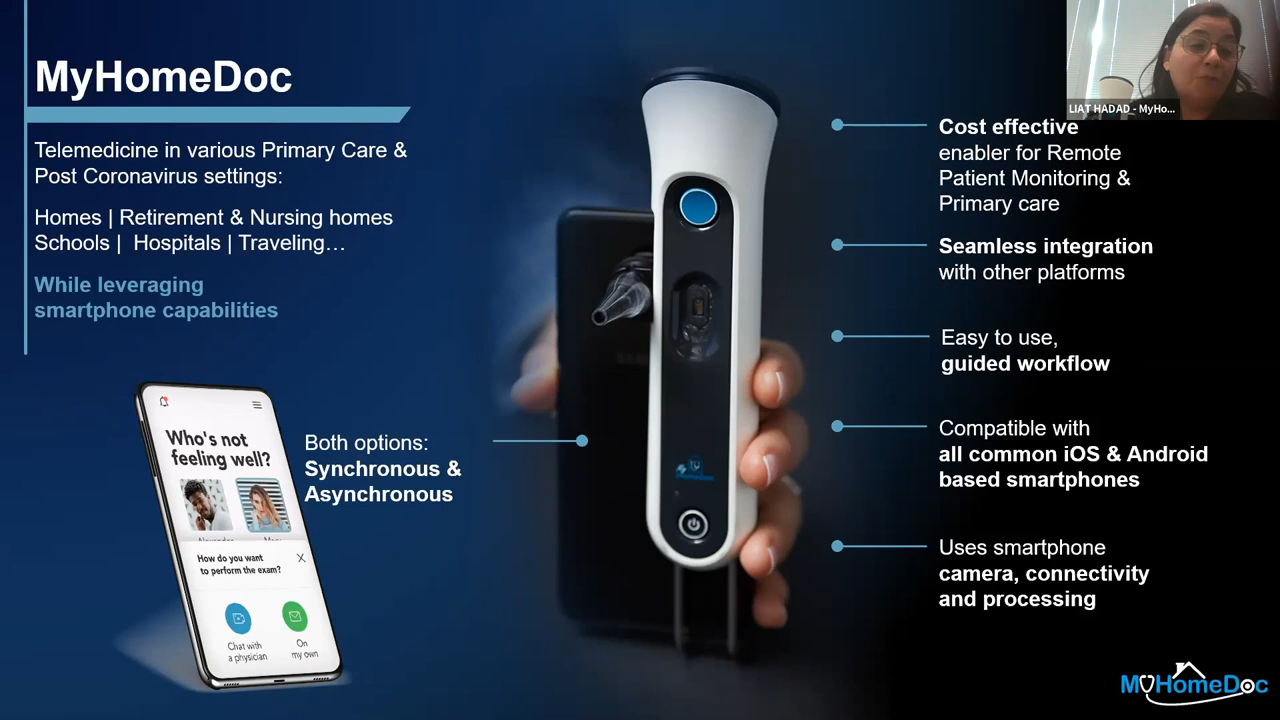 MyHomeDoc
Telemedicine in various Primary Care &
Post Coronavirus settings:
Homes | Retirement & Nursing homes
Schools | Hospitals | Traveling…
While leveraging
smartphone capabilities
Who's not
feeling well?
How do you want
to perform the exam?
Chat with
a physician
On
my own
Both options:
Synchronous &
Asynchronous
LIAT HADAD - MyHo...
Cost effective
enabler for Remote
Patient Monitoring &
Primary care
Seamless integration
with other platforms
Easy to use,
guided workflow
Compatible with
all common iOS & Android
based smartphones
Uses smartphone
camera, connectivity
and processing
MyHomeDoc